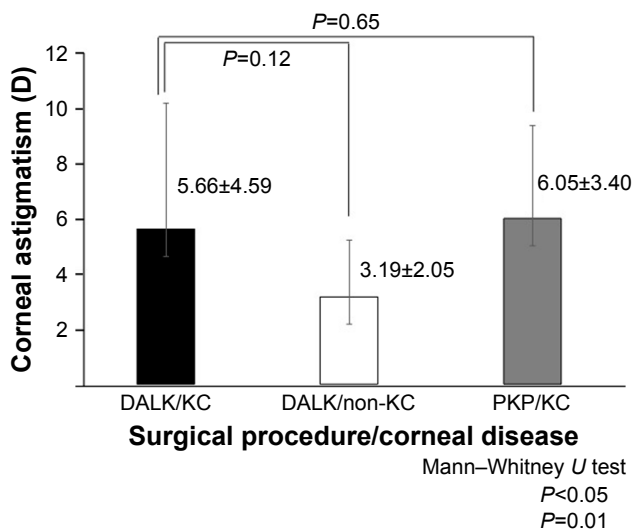 P=0.65
P=0.12
Corneal astigmatism (D)
12
10
8
6
4
2
5.66±4.59
3.19±2.05
6.05±3.40
DALK/KC DALK/non-KC PKP/KC
Surgical procedure/corneal disease
Mann–Whitney U test
P<0.05
P=0.01